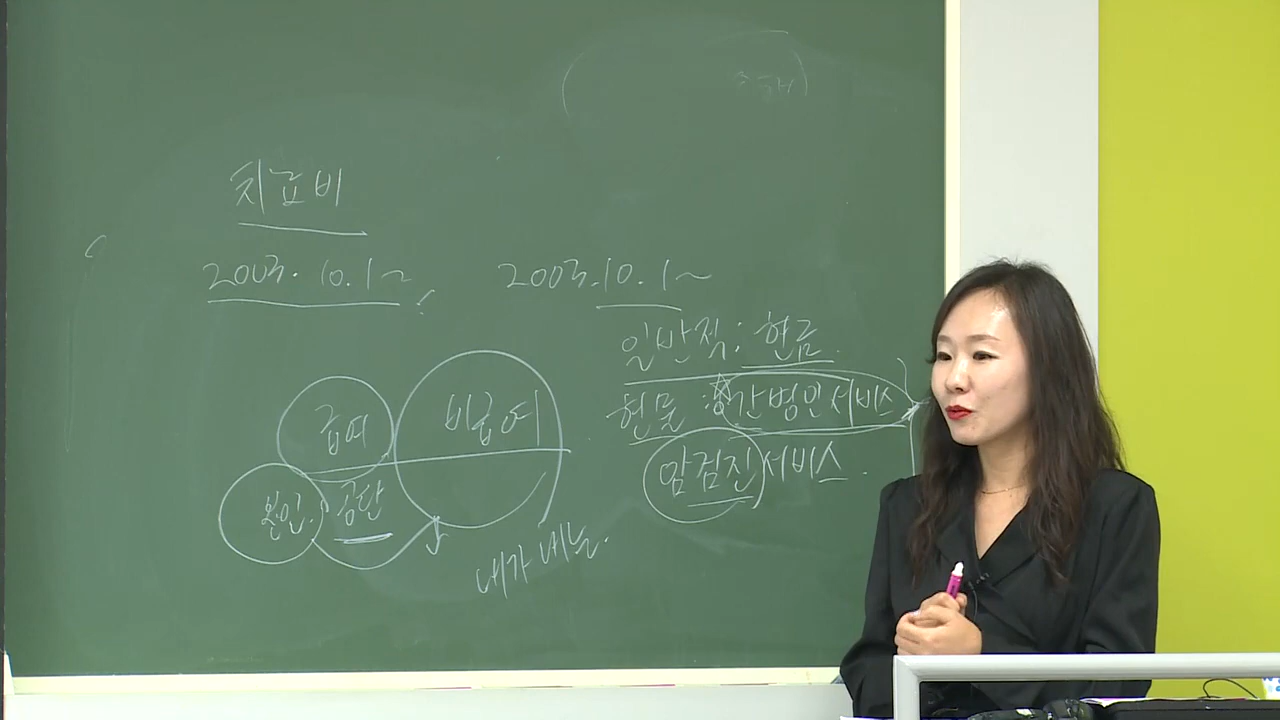 치료비
2003. 10. 1~ 2003. 10. 1~
일반적: 현금
급여 비급여
현물: ☆간병인서비스
암검진서비스.
본인. 공단
내가 내는.